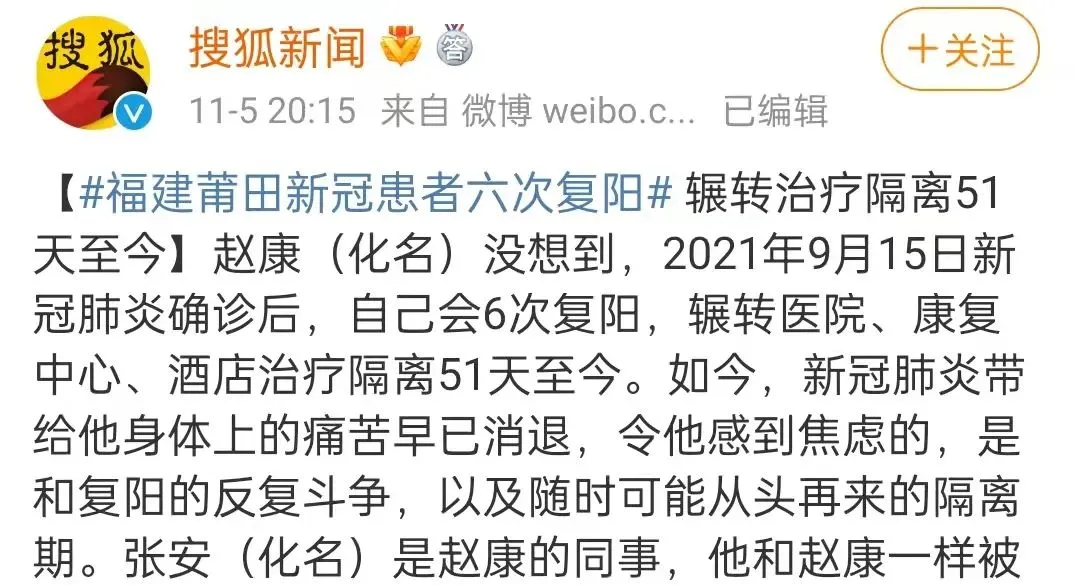 搜狐
搜狐新闻 答
+关注
11-5 20:15 来自 微博 weibo.c... 已编辑
【#福建莆田新冠患者六次复阳# 辗转治疗隔离51
天至今】赵康（化名）没想到，2021年9月15日新
冠肺炎确诊后，自己会6次复阳，辗转医院、康复
中心、酒店治疗隔离51天至今。如今，新冠肺炎带
给他身体上的痛苦早已消退，令他感到焦虑的，是
和复阳的反复斗争，以及随时可能从头再来的隔离
期。张安（化名）是赵康的同事，他和赵康一样被